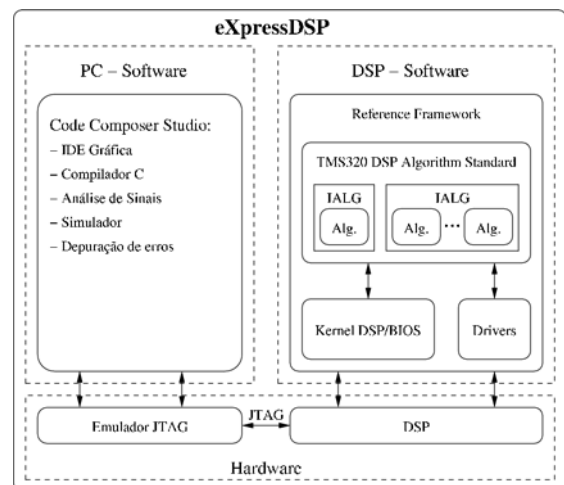 eXpressDSP
PC – Software
Code Composer Studio:
– IDE Gráfica
– Compilador C
– Análise de Sinais
– Simulador
– Depuração de erros
DSP – Software
Reference Framework
TMS320 DSP Algorithm Standard
IALG
Alg.
IALG
Alg. ··· Alg.
Kernel DSP/BIOS
Drivers
Emulador JTAG
JTAG
DSP
Hardware